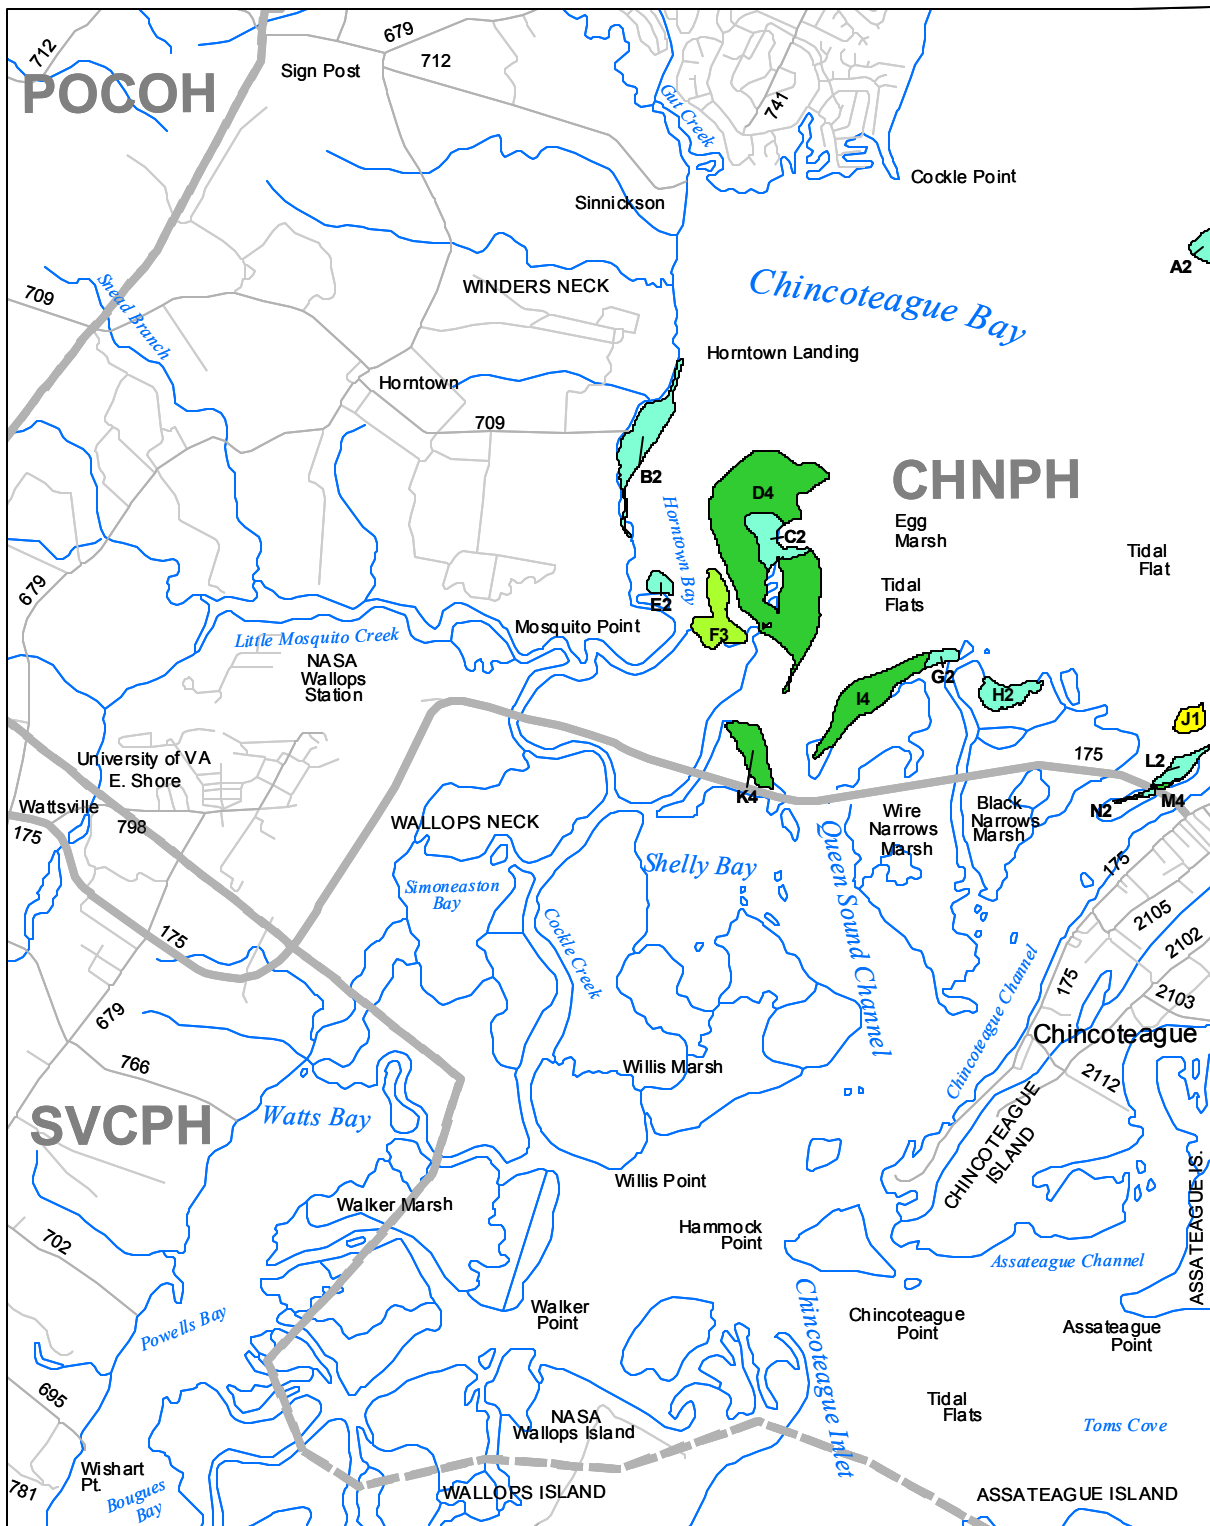 679
712
712
Sign Post
POCOH
741
Gut Creek
Cockle Point
Sinnickson
A2
WINDERS NECK
Chincoteague Bay
709
Snead Branch
Horntown Landing
Horntown
709
B2
D4
CHNPH
Horntown Bay
C2
Egg
Marsh
Tidal
Flat
679
E2
Tidal
Flats
F3
Mosquito Point
Little Mosquito Creek
NASA
Wallops
Station
G2
I4
H2
J1
175
University of VA
E. Shore
L2
K4
M4
N2
Wattsville
798
175
WALLOPS NECK
Wire
Narrows
Marsh
Black
Narrows
Marsh
Shelly Bay
Queen Sound Channel
175
Simoneaston
Bay
Cockle Creek
2105
2102
175
Chincoteague Channel
175
2103
679
Chincoteague
766
Willis Marsh
2112
SVCPH
Watts Bay
CHINCOTEAGUE
ISLAND
ASSATEAGUE IS.
Willis Point
Walker Marsh
Hammock
Point
702
Assateague Channel
Chincoteague Inlet
Powells Bay
Walker
Point
Chincoteague
Point
Assateague
Point
695
Tidal
Flats
NASA
Wallops Island
Toms Cove
Wishart
Pt.
781
Bougues
Bay
WALLOPS ISLAND
ASSATEAGUE ISLAND